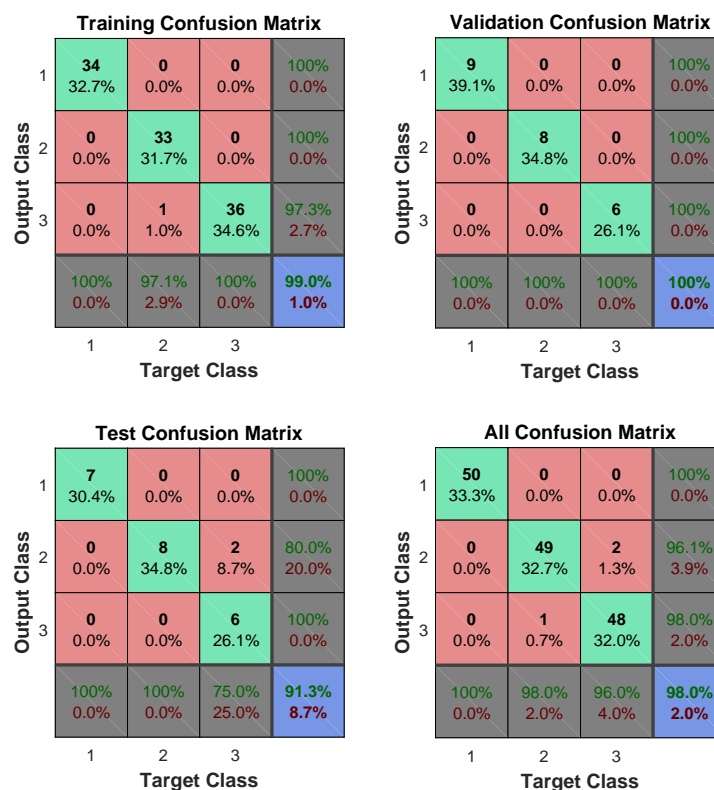 Training Confusion Matrix
Output Class
1
34 0 0 100%
32.7% 0.0% 0.0% 0.0%
2
0 33 0 100%
0.0% 31.7% 0.0% 0.0%
3
0 1 36 97.3%
0.0% 1.0% 34.6% 2.7%
100% 97.1% 100% 99.0%
0.0% 2.9% 0.0% 1.0%
1 2 3
Target Class
Validation Confusion Matrix
Output Class
1
9 0 0 100%
39.1% 0.0% 0.0% 0.0%
2
0 8 0 100%
0.0% 34.8% 0.0% 0.0%
3
0 0 6 100%
0.0% 0.0% 26.1% 0.0%
100% 100% 100% 100%
0.0% 0.0% 0.0% 0.0%
1 2 3
Target Class
Test Confusion Matrix
Output Class
1
7 0 0 100%
30.4% 0.0% 0.0% 0.0%
2
0 8 2 80.0%
0.0% 34.8% 8.7% 20.0%
3
0 0 6 100%
0.0% 0.0% 26.1% 0.0%
100% 100% 75.0% 91.3%
0.0% 0.0% 25.0% 8.7%
1 2 3
Target Class
All Confusion Matrix
Output Class
1
50 0 0 100%
33.3% 0.0% 0.0% 0.0%
2
0 49 2 96.1%
0.0% 32.7% 1.3% 3.9%
3
0 1 48 98.0%
0.0% 0.7% 32.0% 2.0%
100% 98.0% 96.0% 98.0%
0.0% 2.0% 4.0% 2.0%
1 2 3
Target Class